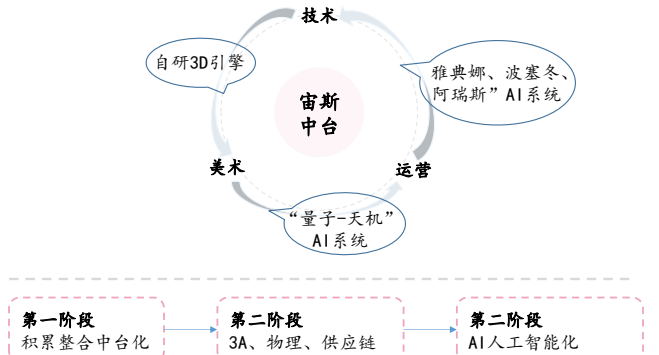 技术
自研3D引擎
雅典娜、波塞冬、
阿瑞斯”AI系统
宙斯
中台
美术
运营
“量子-天机”
AI系统
第一阶段
积累整合中台化
第二阶段
3A、物理、供应链
第二阶段
AI人工智能化